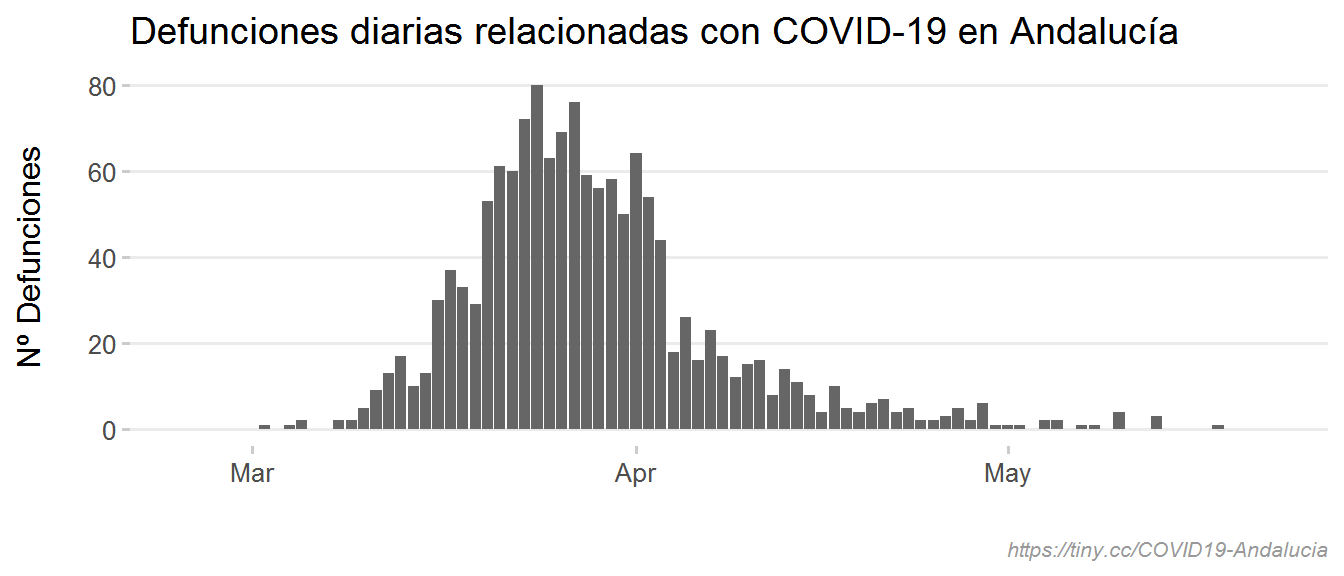 Defunciones diarias relacionadas con COVID-19 en Andalucía
Nº Defunciones
80
60
40
20
0
Mar Apr May
https://tiny.cc/COVID19-Andalucia